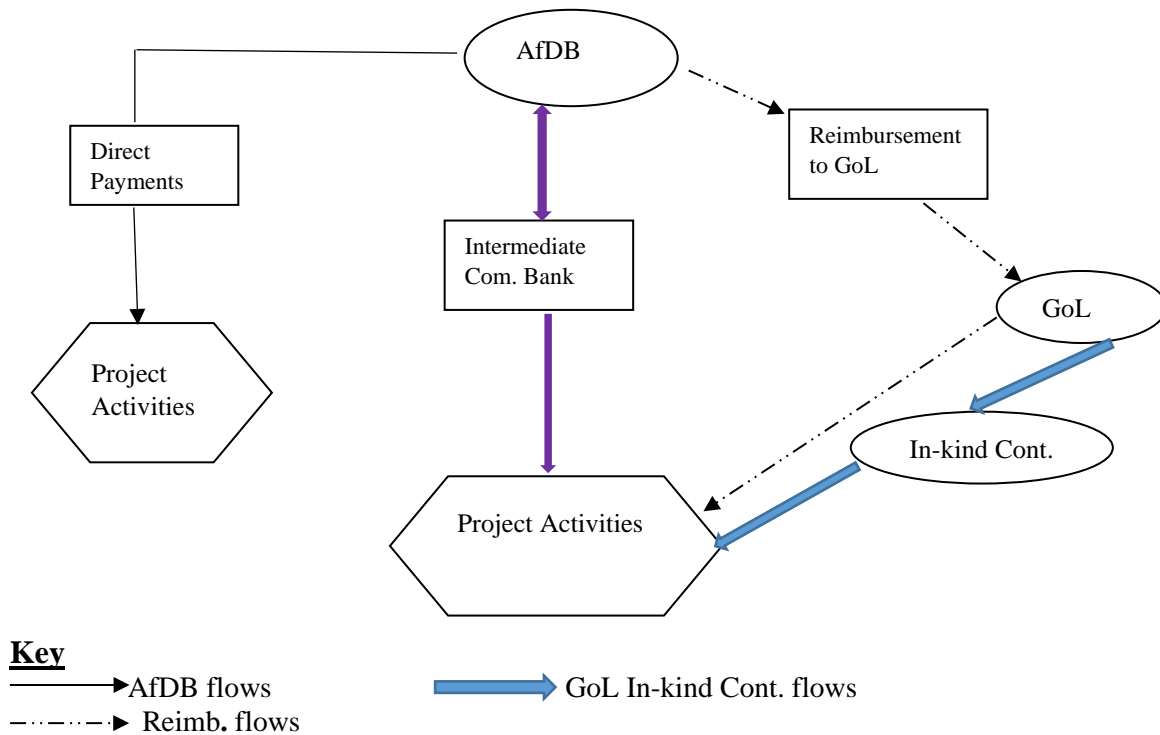 AfDB
Direct
Payments
Reimbursement
to GoL
Intermediate
Com. Bank
GoL
Project
Activities
In-kind Cont.
Project Activities
Key
AfDB flows
GoL In-kind Cont. flows
Reimb. flows